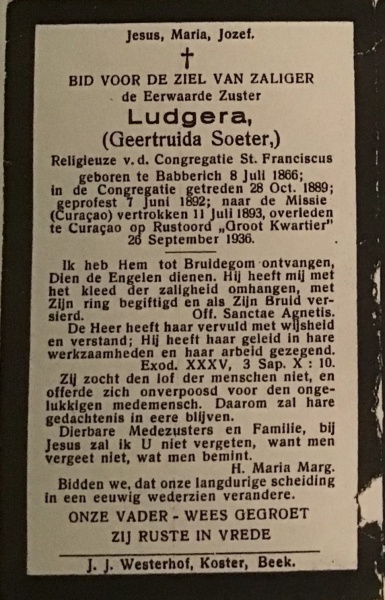 Jesus, Maria, Jozef.
BID VOOR DE ZIEL VAN ZALIGER
de Eerwaarde Zuster
Ludgera,
(Geertruida Soeter,)
Religieuze v. d. Congregatie St. Franciscus
geboren te Babberich 8 Juli 1866;
in de Congregatie getreden 28 Oct. 1889;
geprofest 7 Juni 1892; naar de Missie
(Curaçao) vertrokken 11 Juli 1893, overleden
te Curaçao op Rustoord „Groot Kwartier"
26 September 1936.
Ik heb Hem tot Bruidegom ontvangen,
Dien de Engelen dienen. Hij heeft mij met
het kleed der zaligheid omhangen, met
Zijn ring begiftigd en als Zijn Bruid ver-
sierd. Off. Sanctae Agnetis.
De Heer heeft haar vervuld met wijsheid
en verstand; Hij heeft haar geleid in hare
werkzaamheden en haar arbeid gezegend.
Exod. XXXV, 3 Sap. X : 10.
Zij zocht den lof der menschen niet, en
offerde zich onverpoosd voor den onge-
lukkigen medemensch. Daarom zal hare
gedachtenis in eere blijven.
Dierbare Medezusters en Familie, bij
Jesus zal ik U niet vergeten, want men
vergeet niet, wat men bemint.
H. Maria Marg.
Bidden we, dat onze langdurige scheiding
in een eeuwig wederzien verandere.
ONZE VADER - WEES GEGROET
ZIJ RUSTE IN VREDE
J. J. Westerhof, Koster, Beek.